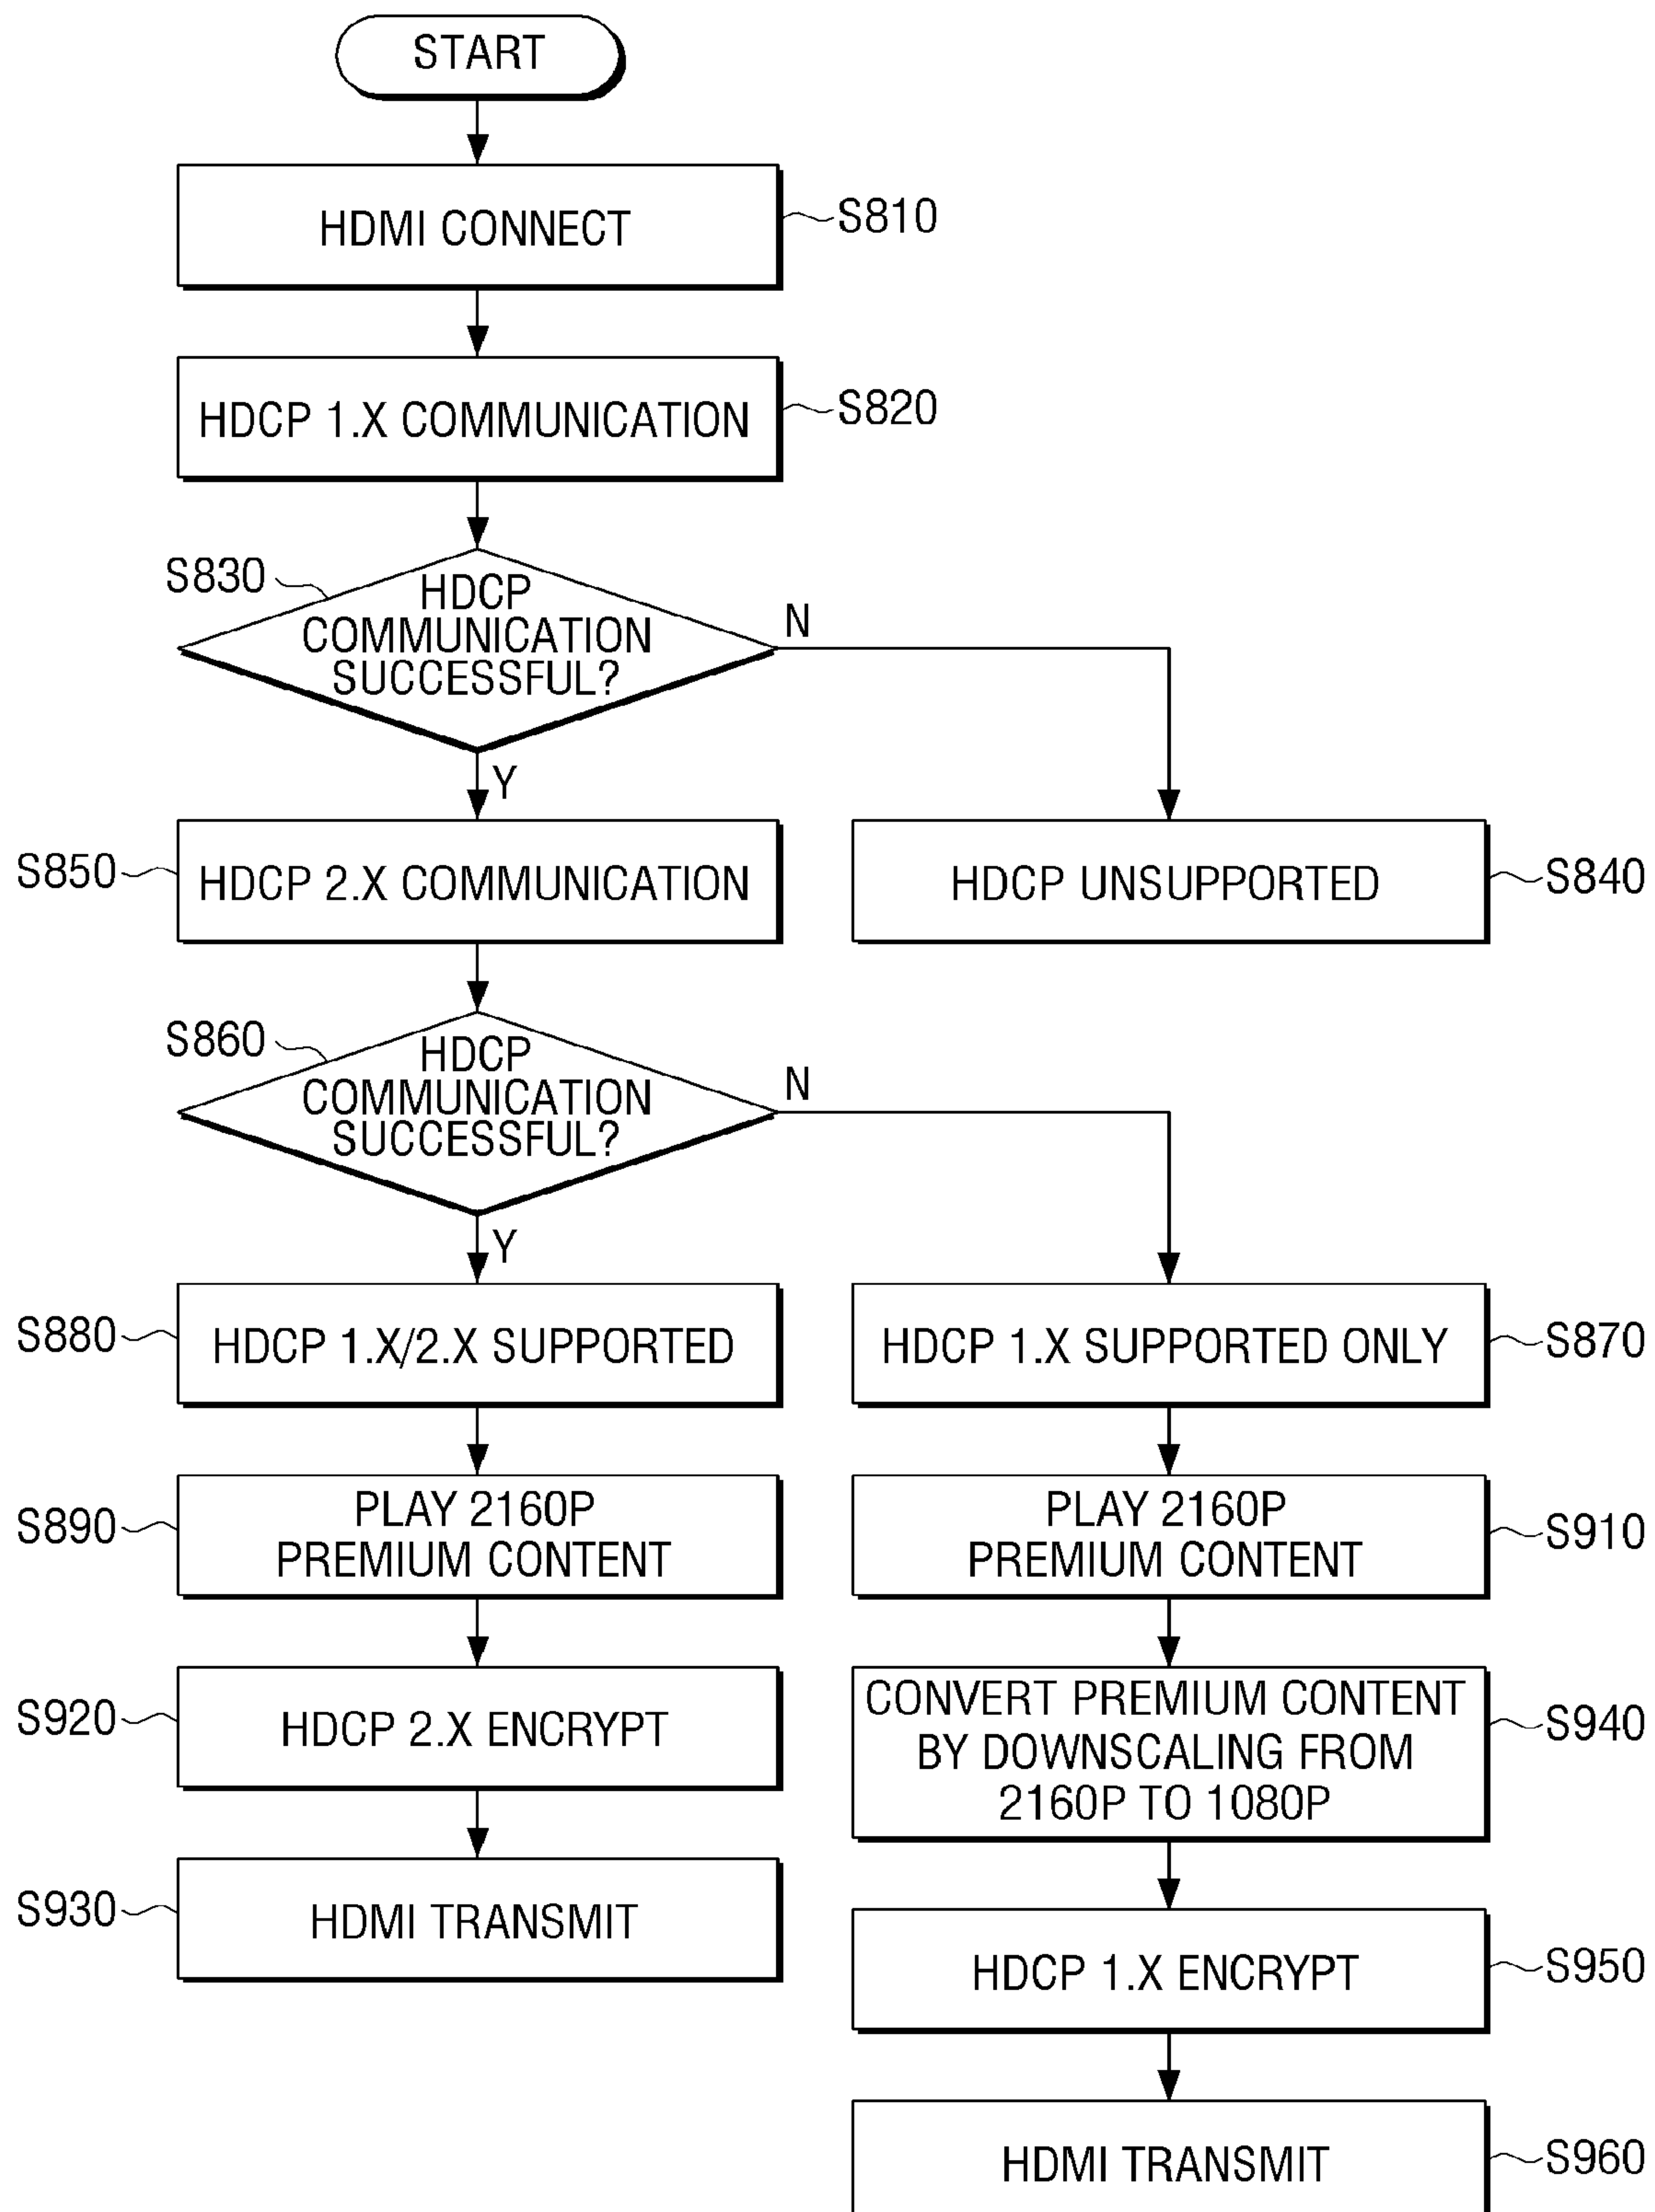 START
HDMI CONNECT
S810
HDCP 1.X COMMUNICATION
S820
S830
HDCP
COMMUNICATION
SUCCESSFUL?
N
Y
S850
HDCP 2.X COMMUNICATION
HDCP UNSUPPORTED
S840
S860
HDCP
COMMUNICATION
SUCCESSFUL?
N
Y
S880
HDCP 1.X/2.X SUPPORTED
HDCP 1.X SUPPORTED ONLY
S870
S890
PLAY 2160P
PREMIUM CONTENT
PLAY 2160P
PREMIUM CONTENT
S910
S920
HDCP 2.X ENCRYPT
CONVERT PREMIUM CONTENT
BY DOWNSCALING FROM
2160P TO 1080P
S940
S930
HDMI TRANSMIT
HDCP 1.X ENCRYPT
S950
HDMI TRANSMIT
S960